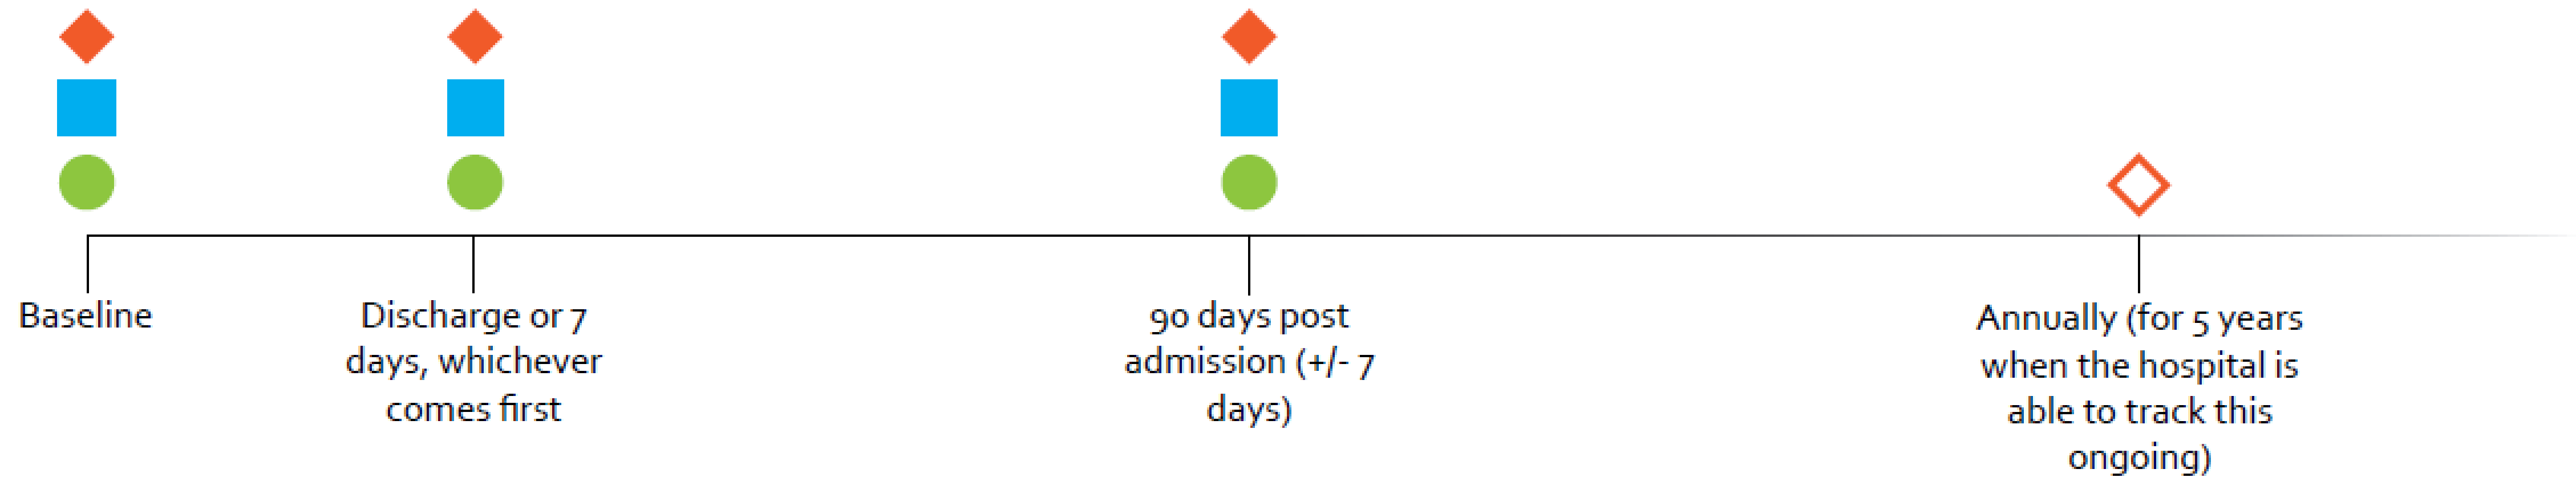 Baseline
Discharge or 7
days, whichever
comes first
90 days post
admission (+/- 7
days)
Annually (for 5 years
when the hospital is
able to track this
ongoing)